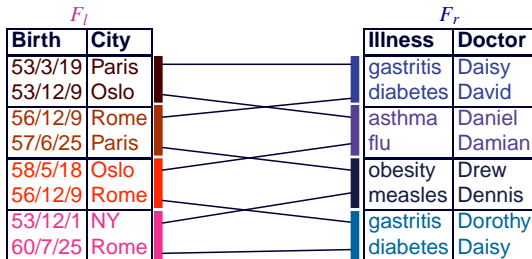 F_l F_r
Birth City Illness Doctor
53/3/19 Paris gastritis Daisy
53/12/9 Oslo diabetes David
56/12/9 Rome asthma Daniel
57/6/25 Paris flu Damian
58/5/18 Oslo obesity Drew
56/12/9 Rome measles Dennis
53/12/1 NY gastritis Dorothy
60/7/25 Rome diabetes Daisy